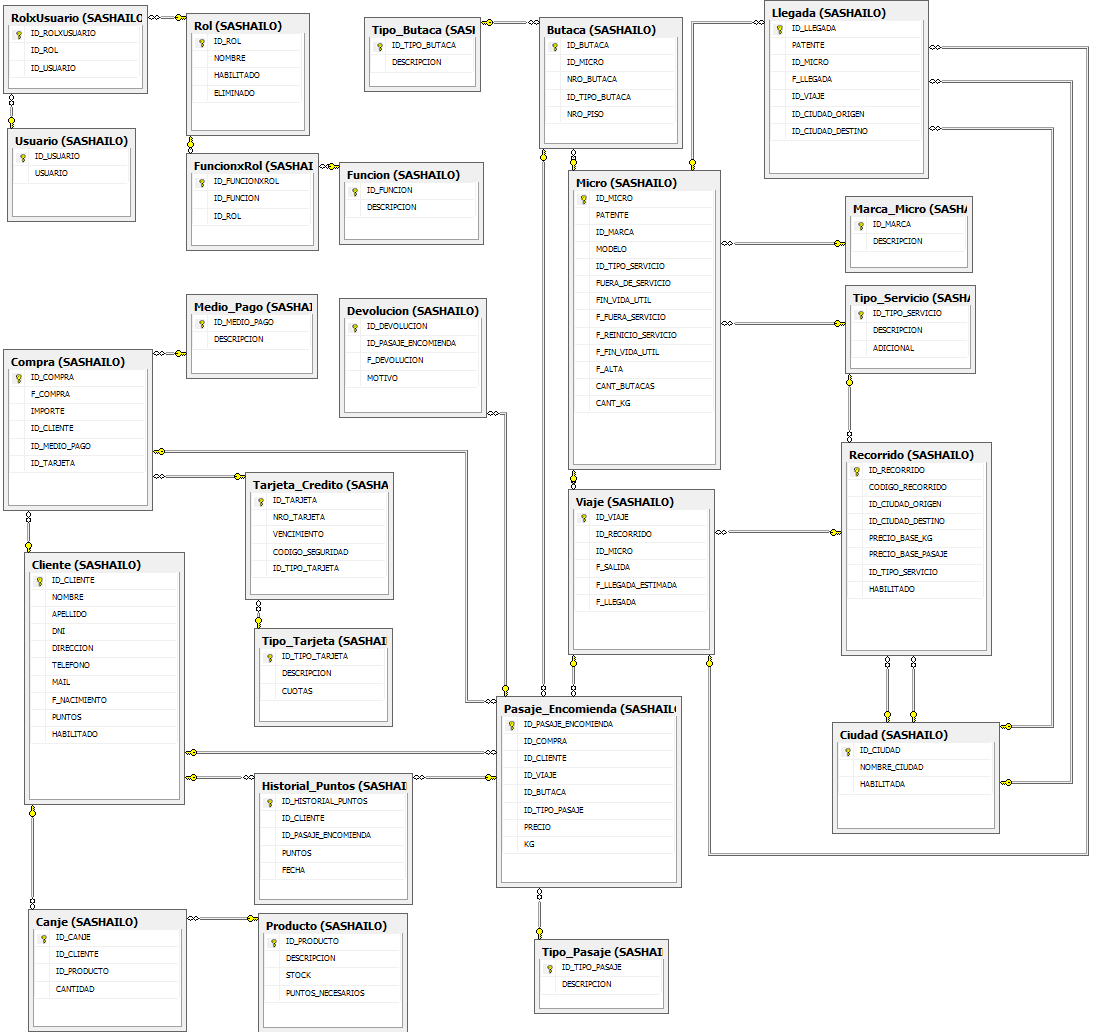 RolxUsuario (SASHAILO
ID_ROLXUSUARIO
ID_ROL
ID_USUARIO
Rol (SASHAILO)
ID_ROL
NOMBRE
HABILITADO
ELIMINADO
Tipo_Butaca (SASH
ID_TIPO_BUTACA
DESCRIPCION
Butaca (SASHAILO)
ID_BUTACA
ID_MICRO
NRO_BUTACA
ID_TIPO_BUTACA
NRO_PISO
Llegada (SASHAILO)
ID_LLEGADA
PATENTE
ID_MICRO
F_LLEGADA
ID_VIAJE
ID_CIUDAD_ORIGEN
ID_CIUDAD_DESTINO
Usuario (SASHAILO)
ID_USUARIO
USUARIO
FuncionxRol (SASHAI
ID_FUNCIONXROL
ID_FUNCION
ID_ROL
Funcion (SASHAILO)
ID_FUNCION
DESCRIPCION
Micro (SASHAILO)
ID_MICRO
PATENTE
ID_MARCA
MODELO
ID_TIPO_SERVICIO
FUERA_DE_SERVICIO
FIN_VIDA_UTIL
F_FUERA_SERVICIO
F_REINICIO_SERVICIO
F_FIN_VIDA_UTIL
F_ALTA
CANT_BUTACAS
CANT_KG
Marca_Micro (SASHA
ID_MARCA
DESCRIPCION
Tipo_Servicio (SASHA
ID_TIPO_SERVICIO
DESCRIPCION
ADICIONAL
Medio_Pago (SASHAI
ID_MEDIO_PAGO
DESCRIPCION
Devolucion (SASHAILO)
ID_DEVOLUCION
ID_PASAJE_ENCOMIENDA
F_DEVOLUCION
MOTIVO
Compra (SASHAILO)
ID_COMPRA
F_COMPRA
IMPORTE
ID_CLIENTE
ID_MEDIO_PAGO
ID_TARJETA
Tarjeta_Credito (SASHA
ID_TARJETA
NRO_TARJETA
VENCIMIENTO
CODIGO_SEGURIDAD
ID_TIPO_TARJETA
Viaje (SASHAILO)
ID_VIAJE
ID_RECORRIDO
ID_MICRO
F_SALIDA
F_LLEGADA_ESTIMADA
F_LLEGADA
Recorrido (SASHAILO)
ID_RECORRIDO
CODIGO_RECORRIDO
ID_CIUDAD_ORIGEN
ID_CIUDAD_DESTINO
PRECIO_BASE_KG
PRECIO_BASE_PASAJE
ID_TIPO_SERVICIO
HABILITADO
Cliente (SASHAILO)
ID_CLIENTE
NOMBRE
APELLIDO
DNI
DIRECCION
TELEFONO
MAIL
F_NACIMIENTO
PUNTOS
HABILITADO
Tipo_Tarjeta (SASHAI
ID_TIPO_TARJETA
DESCRIPCION
CUOTAS
Pasaje_Encomienda (SASHAILO
ID_PASAJE_ENCOMIENDA
ID_COMPRA
ID_CLIENTE
ID_VIAJE
ID_BUTACA
ID_TIPO_PASAJE
PRECIO
KG
Ciudad (SASHAILO)
ID_CIUDAD
NOMBRE_CIUDAD
HABILITADA
Historial_Puntos (SASHAI
ID_HISTORIAL_PUNTOS
ID_CLIENTE
ID_PASAJE_ENCOMIENDA
PUNTOS
FECHA
Canje (SASHAILO)
ID_CANJE
ID_CLIENTE
ID_PRODUCTO
CANTIDAD
Producto (SASHAILO)
ID_PRODUCTO
DESCRIPCION
STOCK
PUNTOS_NECESARIOS
Tipo_Pasaje (SASHAI
ID_TIPO_PASAJE
DESCRIPCION